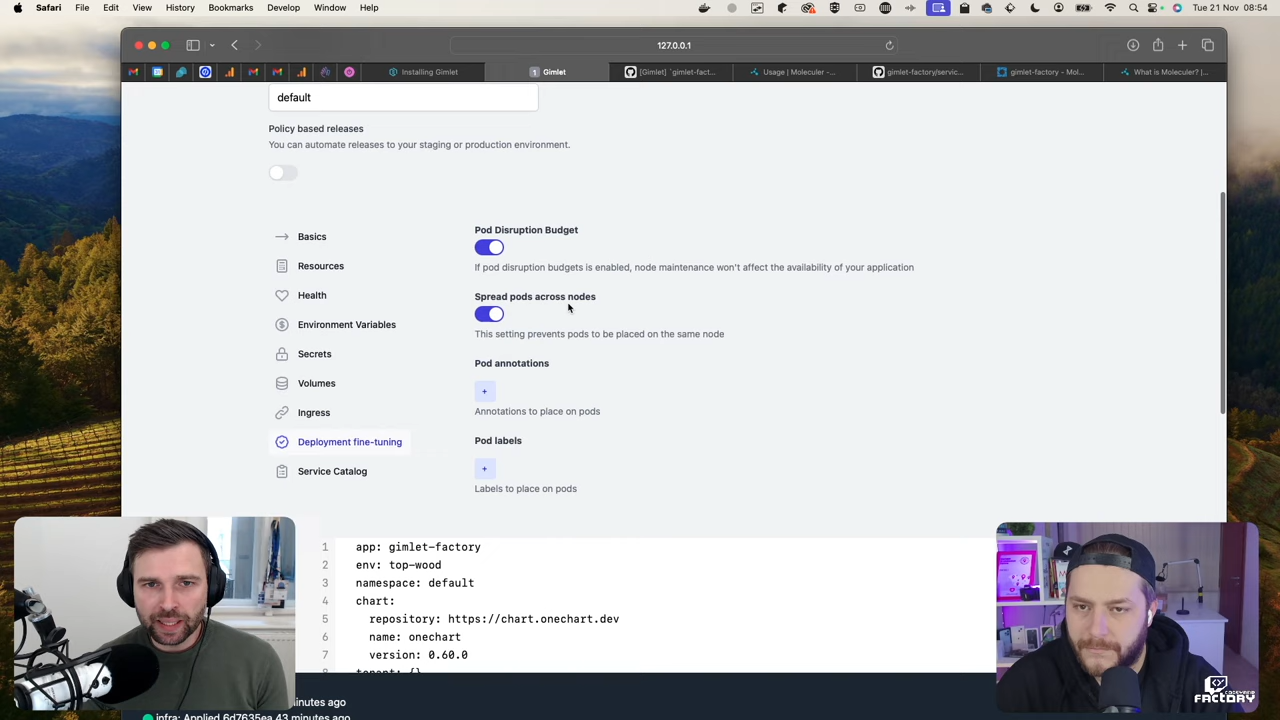 Safari File Edit View History Bookmarks Develop Window Help
Tue 21 Nov 08:54
127.0.0.1
Installing Gimlet
1 Gimlet
[Gimlet] `gimlet-fact...
Usage | Moleculer -...
gimlet-factory/servic...
gimlet-factory - Mol...
What is Moleculer? |...
default
Policy based releases
You can automate releases to your staging or production environment.
Basics
Resources
Health
Environment Variables
Secrets
Volumes
Ingress
Deployment fine-tuning
Service Catalog
Pod Disruption Budget
If pod disruption budgets is enabled, node maintenance won't affect the availability of your application
Spread pods across nodes
This setting prevents pods to be placed on the same node
Pod annotations
+
Annotations to place on pods
Pod labels
+
Labels to place on pods
1 app: gimlet-factory
2 env: top-wood
3 namespace: default
4 chart:
5 repository: https://chart.onechart.dev
6 name: onechart
7 version: 0.60.0
8 tenant: {}
minutes ago
infra: Applied 6d7635ea 43 minutes ago
FACTORY